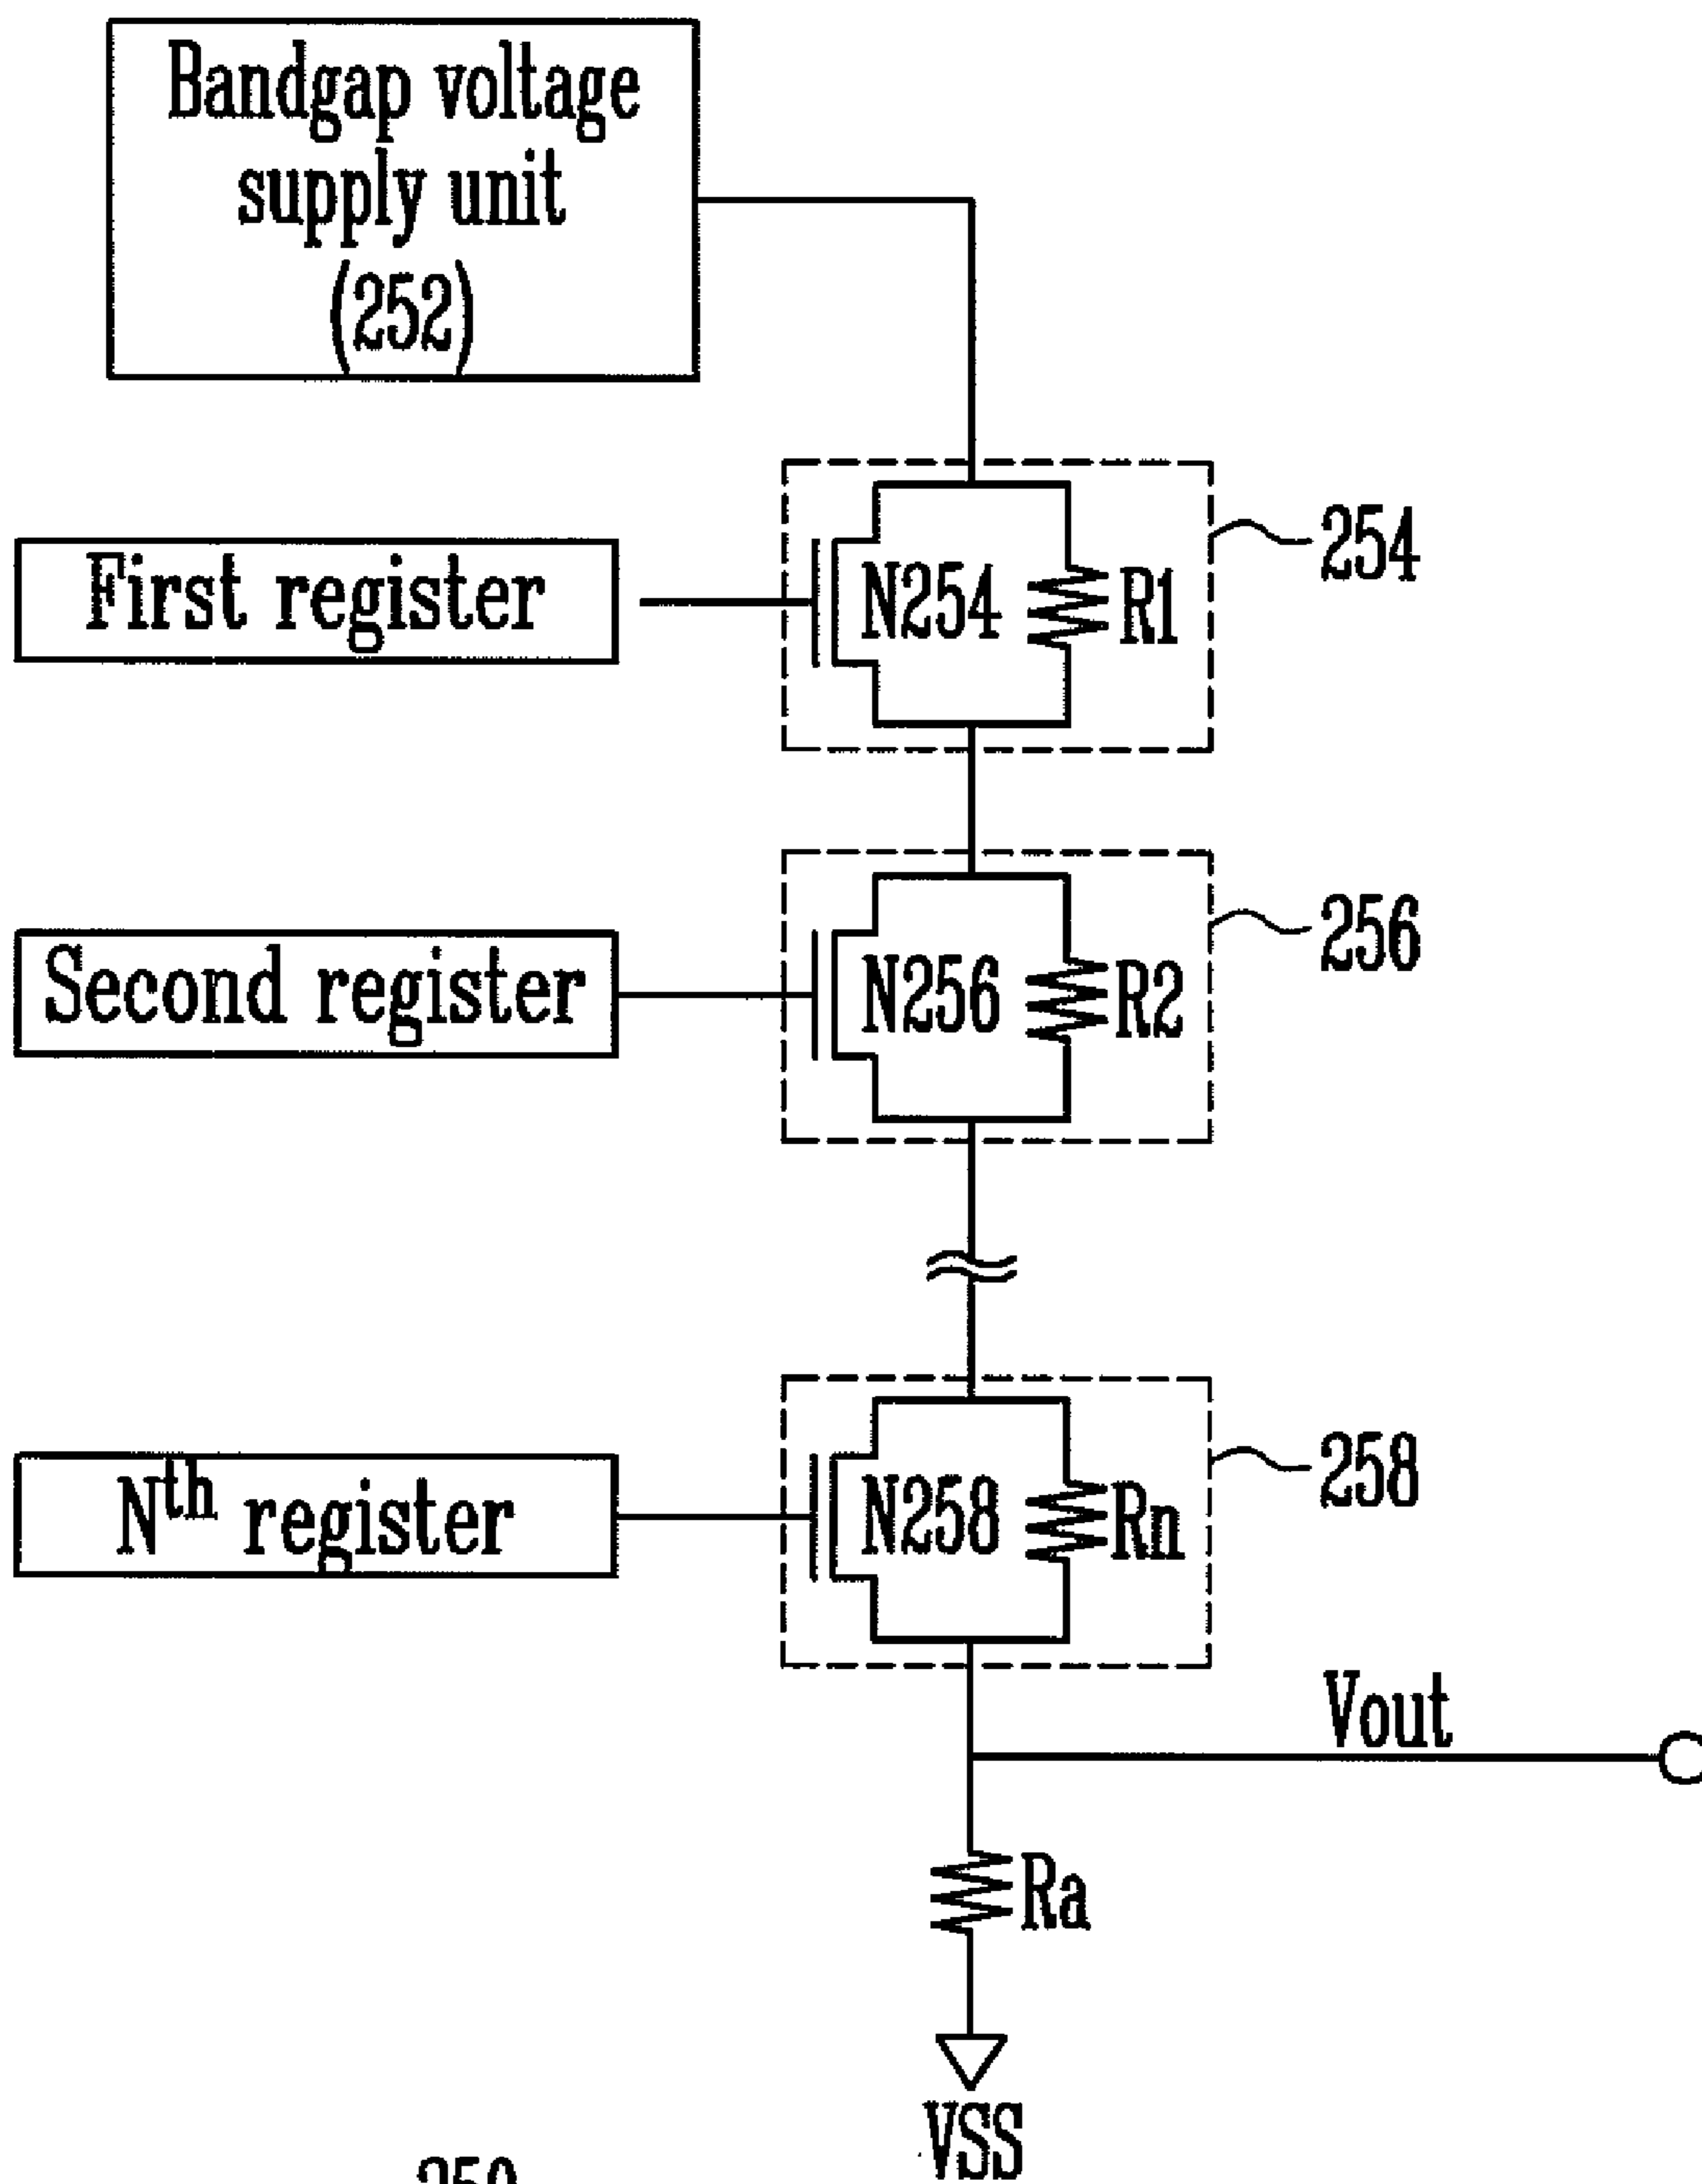 Bandgap voltage
supply unit
(252)
First register
N254
R1
254
Second register
N256
R2
256
Nth register
N258
Rn
258
Vout
Ra
VSS